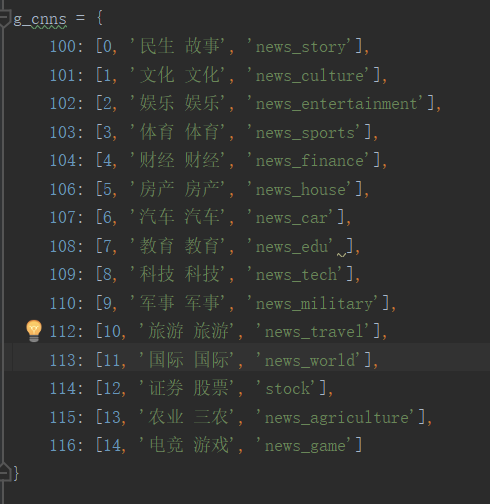 g_cnns = {
    100: [0, '民生 故事', 'news_story'],
    101: [1, '文化 文化', 'news_culture'],
    102: [2, '娱乐 娱乐', 'news_entertainment'],
    103: [3, '体育 体育', 'news_sports'],
    104: [4, '财经 财经', 'news_finance'],
    106: [5, '房产 房产', 'news_house'],
    107: [6, '汽车 汽车', 'news_car'],
    108: [7, '教育 教育', 'news_edu' ],
    109: [8, '科技 科技', 'news_tech'],
    110: [9, '军事 军事', 'news_military'],
    112: [10, '旅游 旅游', 'news_travel'],
    113: [11, '国际 国际', 'news_world'],
    114: [12, '证券 股票', 'stock'],
    115: [13, '农业 三农', 'news_agriculture'],
    116: [14, '电竞 游戏', 'news_game']
}